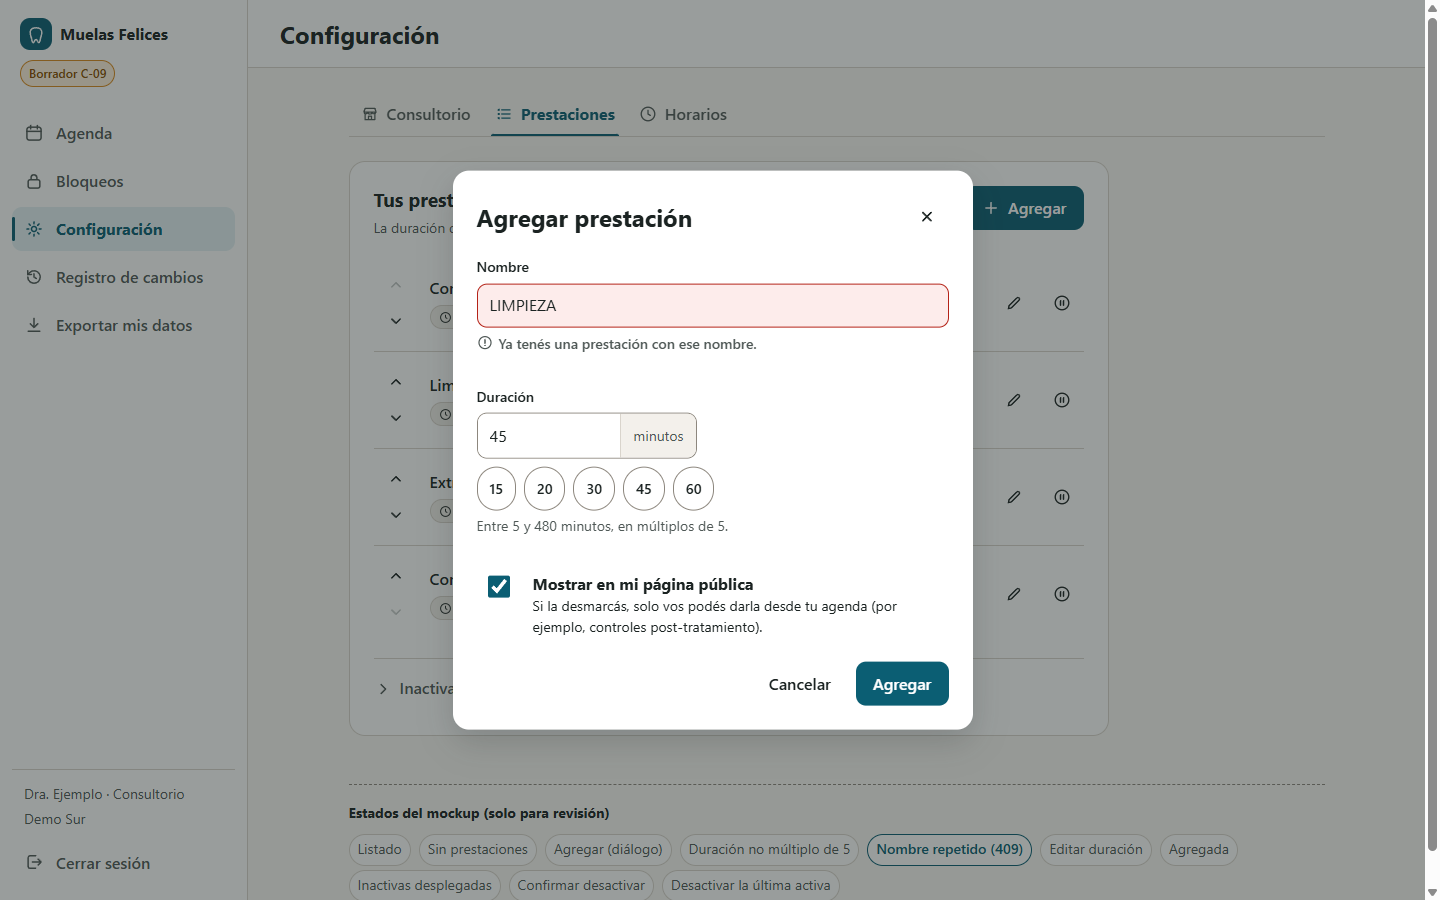 Muelas Felices
Borrador C-09
Agenda
Bloqueos
Configuración
Registro de cambios
Exportar mis datos
Dra. Ejemplo · Consultorio
Demo Sur
Cerrar sesión
Configuración
Consultorio
Prestaciones
Horarios
Tus prest
La duración
Agregar
Inactiva
Agregar prestación
Nombre
LIMPIEZA
Ya tenés una prestación con ese nombre.
Duración
45 minutos
15 20 30 45 60
Entre 5 y 480 minutos, en múltiplos de 5.
Mostrar en mi página pública
Si la desmarcás, solo vos podés darla desde tu agenda (por
ejemplo, controles post-tratamiento).
Cancelar
Agregar
Estados del mockup (solo para revisión)
Listado Sin prestaciones Agregar (diálogo) Duración no múltiplo de 5 Nombre repetido (409) Editar duración Agregada
Inactivas desplegadas Confirmar desactivar Desactivar la última activa